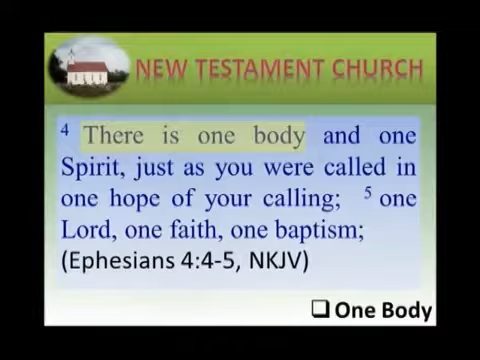 NEW TESTAMENT CHURCH
4 There is one body and one
Spirit, just as you were called in
one hope of your calling; 5 one
Lord, one faith, one baptism;
(Ephesians 4:4-5, NKJV)
❑ One Body